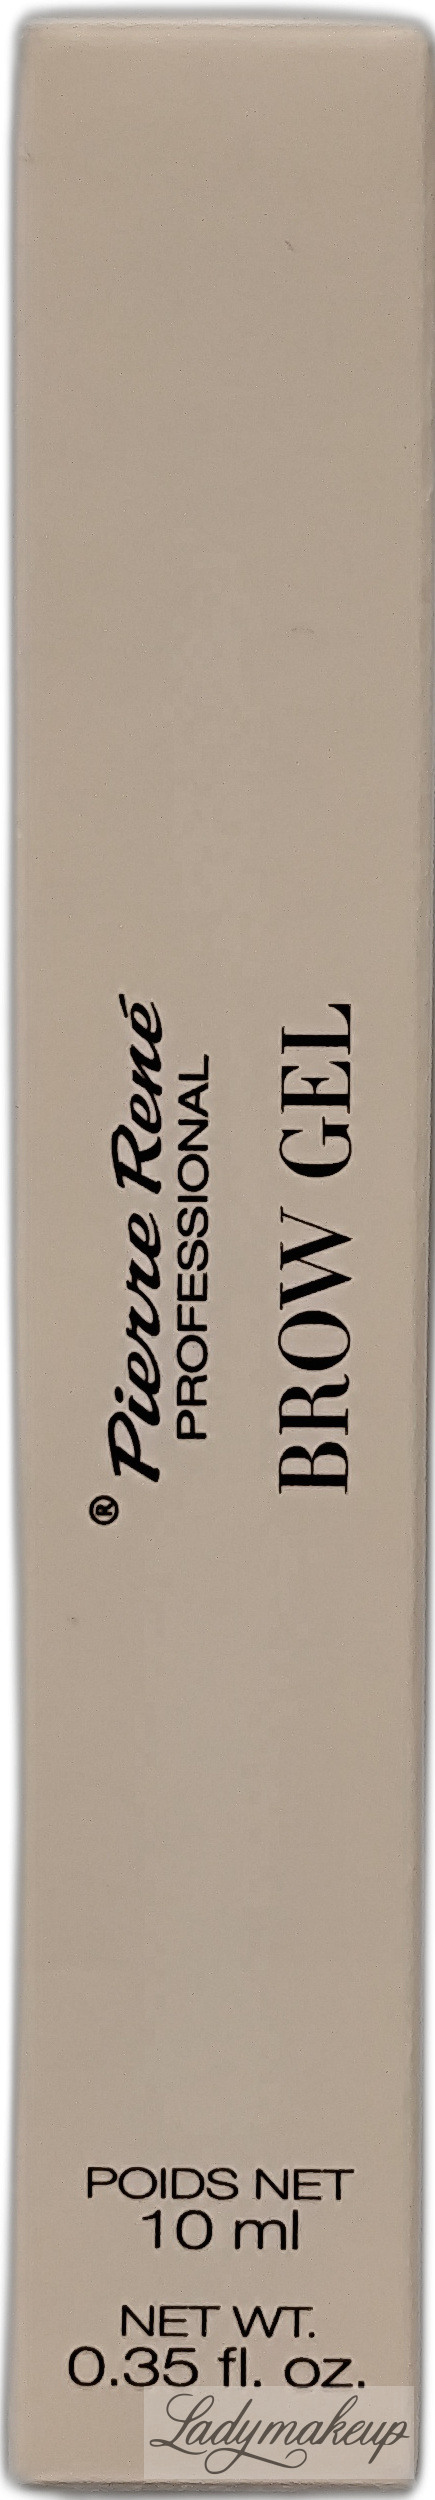 ® Pierre René
PROFESSIONAL
BROW GEL
POIDS NET
10 ml
NET WT.
0.35 fl. oz.
Ladymakeup